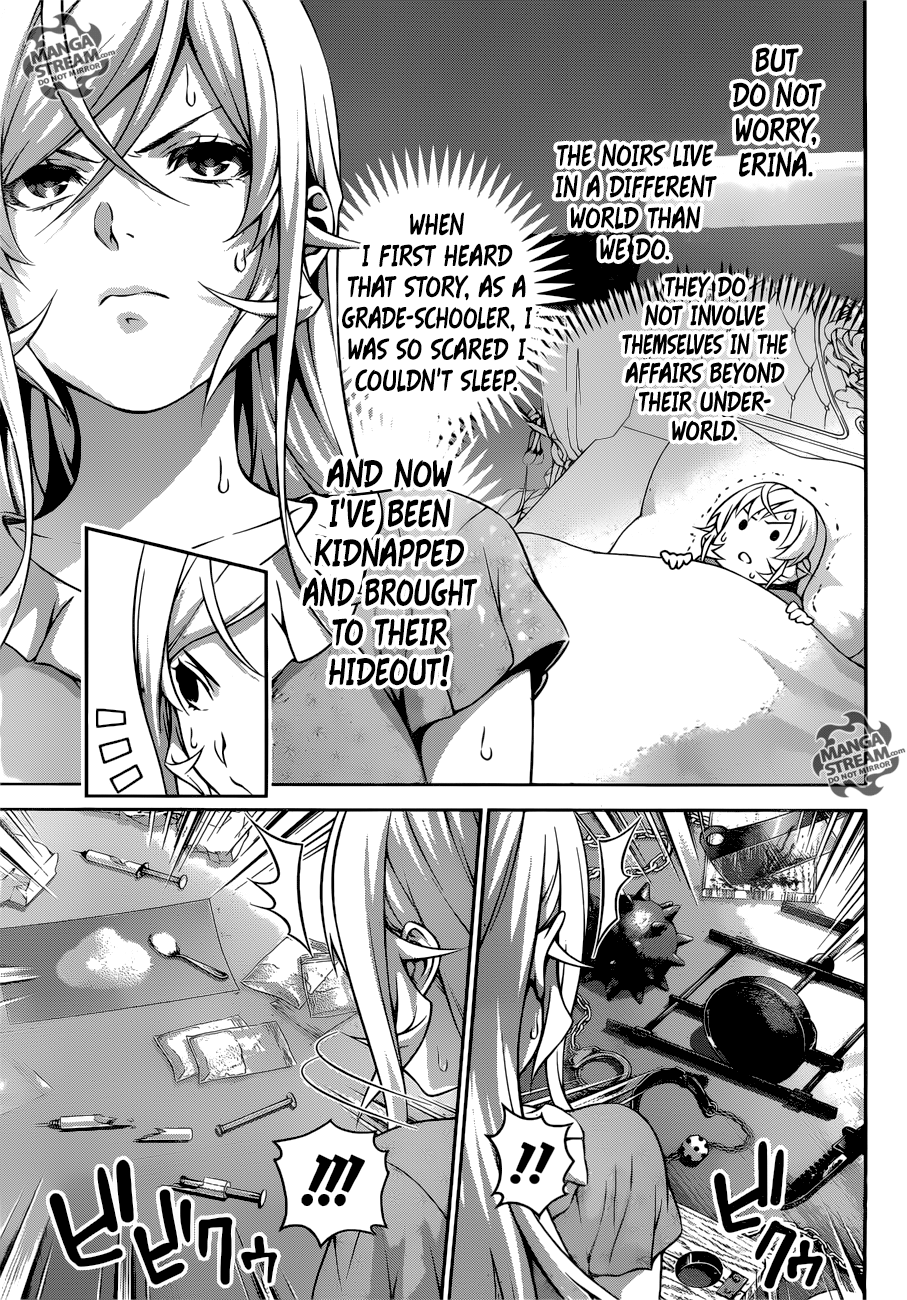 BUT
DO NOT
WORRY,
ERINA.
THE NOIRS LIVE
IN A DIFFERENT
WORLD THAN
WE DO.
THEY DO
NOT INVOLVE
THEMSELVES IN THE
AFFAIRS BEYOND
THEIR UNDER-
WORLD.
WHEN
I FIRST HEARD
THAT STORY, AS A
GRADE-SCHOOLER, I
WAS SO SCARED I
COULDN'T SLEEP.
AND NOW
I'VE BEEN
KIDNAPPED
AND BROUGHT
TO THEIR
HIDEOUT!
!!
ビクゥ
!!!
ビビクゥ
MANGA
STREAM.com
DO NOT MIRROR
MANGA
STREAM.com
DO NOT MIRROR